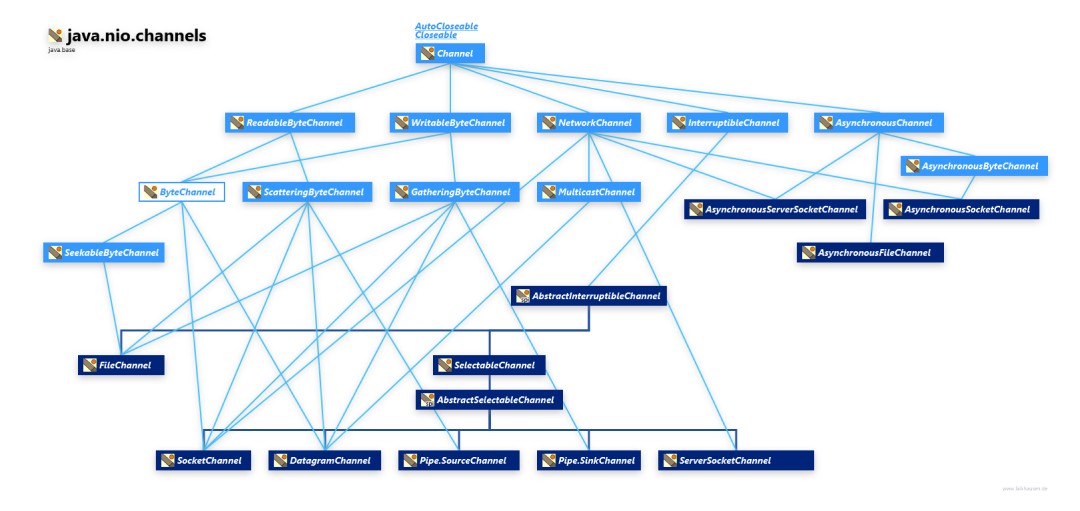 java.nio.channels
java.base
AutoCloseable
Closeable
Channel
ReadableByteChannel
WritableByteChannel
NetworkChannel
InterruptibleChannel
AsynchronousChannel
AsynchronousByteChannel
ByteChannel
ScatteringByteChannel
GatheringByteChannel
MulticastChannel
AsynchronousServerSocketChannel
AsynchronousSocketChannel
SeekableByteChannel
AsynchronousFileChannel
AbstractInterruptibleChannel
FileChannel
SelectableChannel
AbstractSelectableChannel
SocketChannel
DatagramChannel
Pipe.SourceChannel
Pipe.SinkChannel
ServerSocketChannel